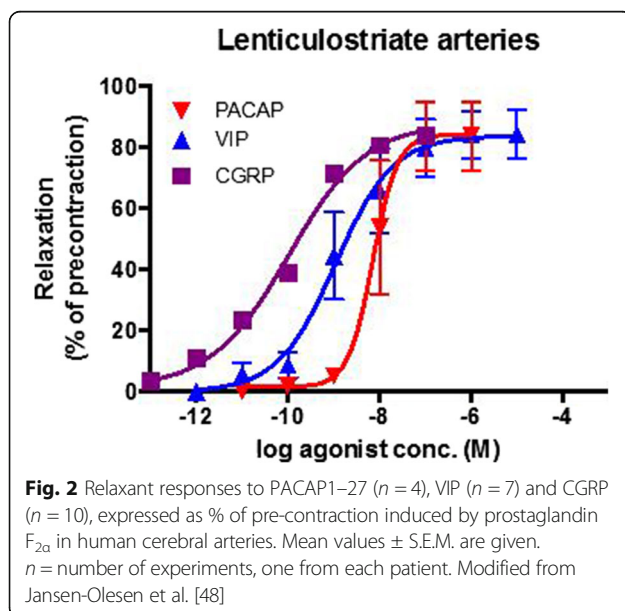 Lenticulostriate arteries
100
80
60
40
20
0
Relaxation
(% of precontraction)
PACAP
VIP
CGRP
-12
-10
-8
-6
-4
log agonist conc. (M)
Fig. 2 Relaxant responses to PACAP1–27 (n = 4), VIP (n = 7) and CGRP
(n = 10), expressed as % of pre-contraction induced by prostaglandin
F2α in human cerebral arteries. Mean values ± S.E.M. are given.
n = number of experiments, one from each patient. Modified from
Jansen-Olesen et al. [48]